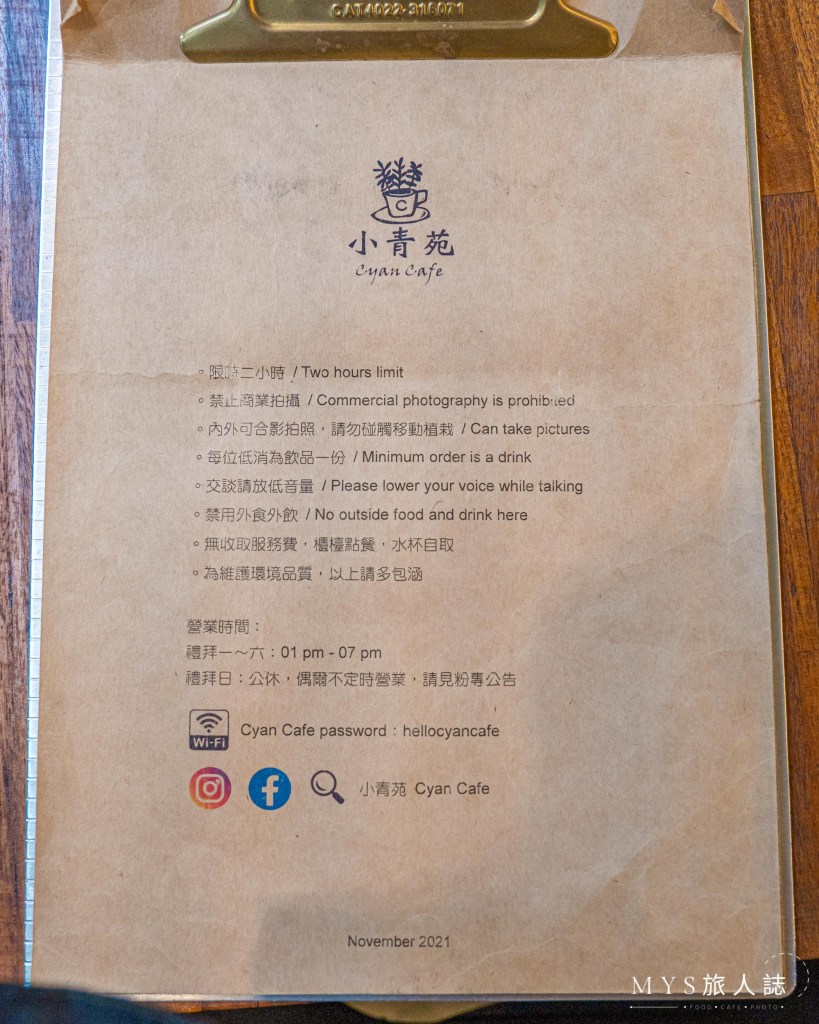 CAT.4022-316071
C
小青苑
Cyan Cafe
。限時二小時 / Two hours limit
。禁止商業拍攝 / Commercial photography is prohibited
。內外可合影拍照，請勿碰觸移動植栽 / Can take pictures
。每位低消為飲品一份 / Minimum order is a drink
。交談請放低音量 / Please lower your voice while talking
。禁用外食外飲 / No outside food and drink here
。無收取服務費，櫃檯點餐，水杯自取
。為維護環境品質，以上請多包涵
營業時間：
禮拜一～六：01 pm - 07 pm
禮拜日：公休，偶爾不定時營業，請見粉專公告
Wi-Fi
Cyan Cafe password：hellocyancafe
小青苑 Cyan Cafe
November 2021
MYS旅人誌
•FOOD•CAFE•PHOTO•